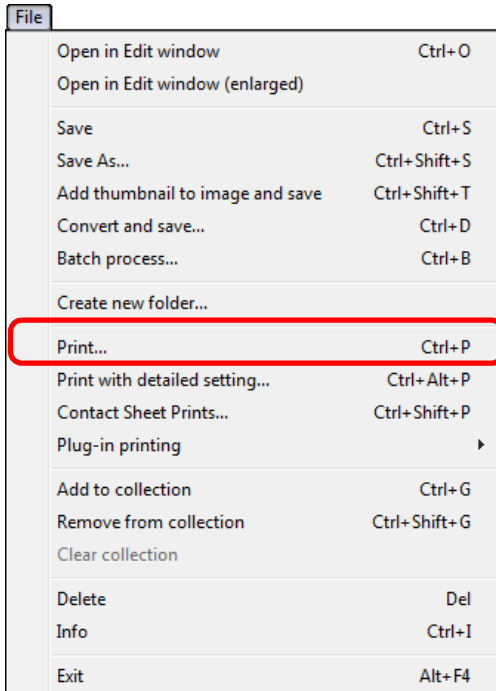 File
Open in Edit window Ctrl+O
Open in Edit window (enlarged)
Save Ctrl+S
Save As... Ctrl+Shift+S
Add thumbnail to image and save Ctrl+Shift+T
Convert and save... Ctrl+D
Batch process... Ctrl+B
Create new folder...
Print... Ctrl+P
Print with detailed setting... Ctrl+Alt+P
Contact Sheet Prints... Ctrl+Shift+P
Plug-in printing
Add to collection Ctrl+G
Remove from collection Ctrl+Shift+G
Clear collection
Delete Del
Info Ctrl+I
Exit Alt+F4